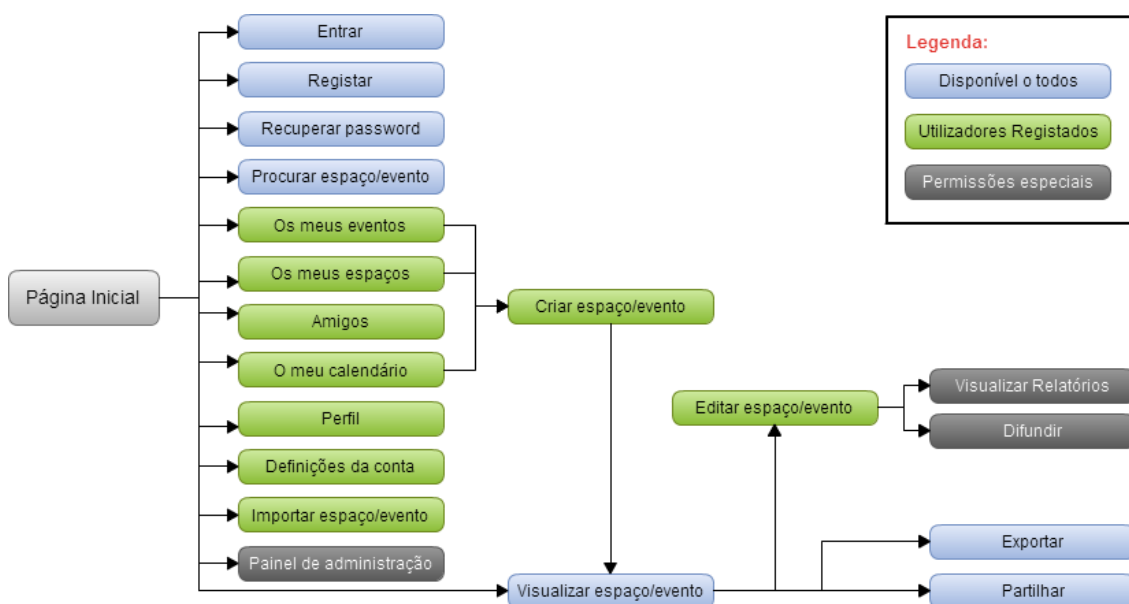 Entrar
Legenda:
Registar
Disponível o todos
Recuperar password
Utilizadores Registados
Procurar espaço/evento
Permissões especiais
Os meus eventos
Os meus espaços
Página Inicial
Criar espaço/evento
Amigos
O meu calendário
Visualizar Relatórios
Editar espaço/evento
Perfil
Difundir
Definições da conta
Importar espaço/evento
Exportar
Painel de administração
Visualizar espaço/evento
Partilhar